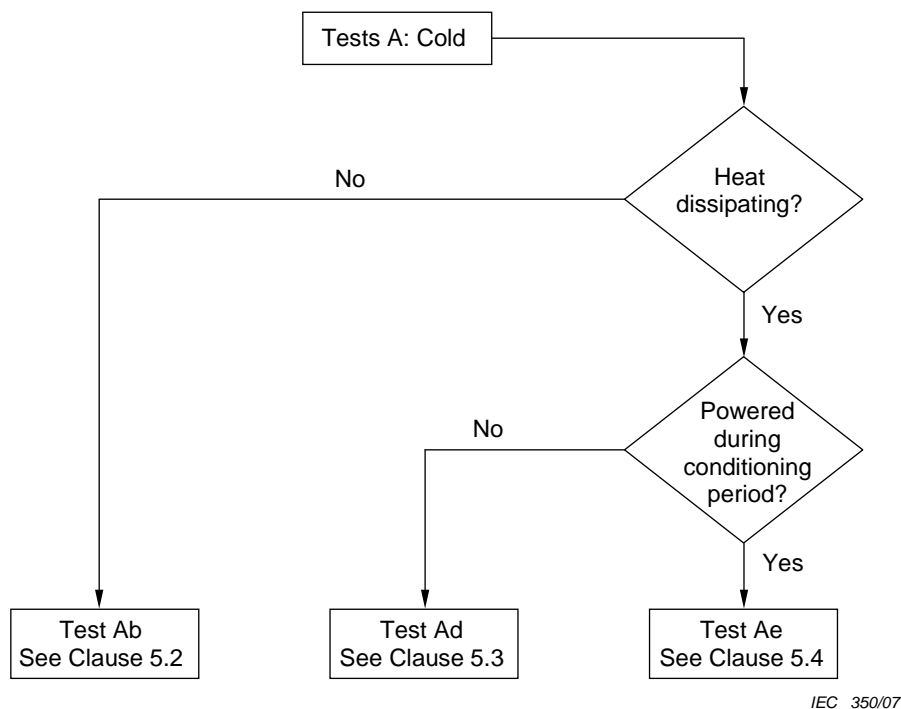 Tests A: Cold
Heat
dissipating?
No
Yes
Powered
during
conditioning
period?
No
Yes
Test Ab
See Clause 5.2
Test Ad
See Clause 5.3
Test Ae
See Clause 5.4
IEC 350/07